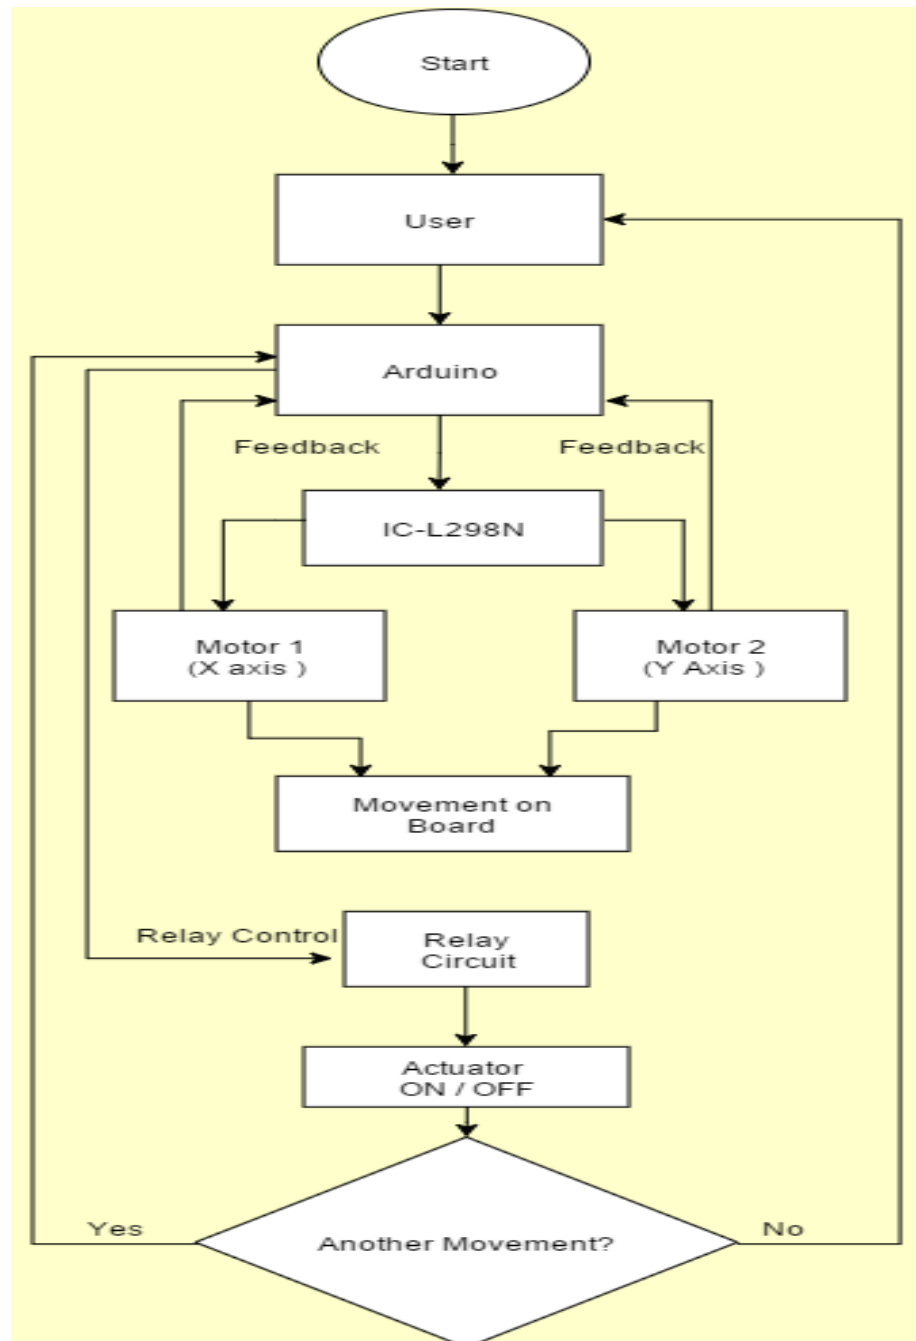 Start
User
Arduino
Feedback
Feedback
IC-L298N
Motor 1
(X axis )
Motor 2
(Y Axis )
Movement on
Board
Relay Control
Relay
Circuit
Actuator
ON / OFF
Yes
Another Movement?
No